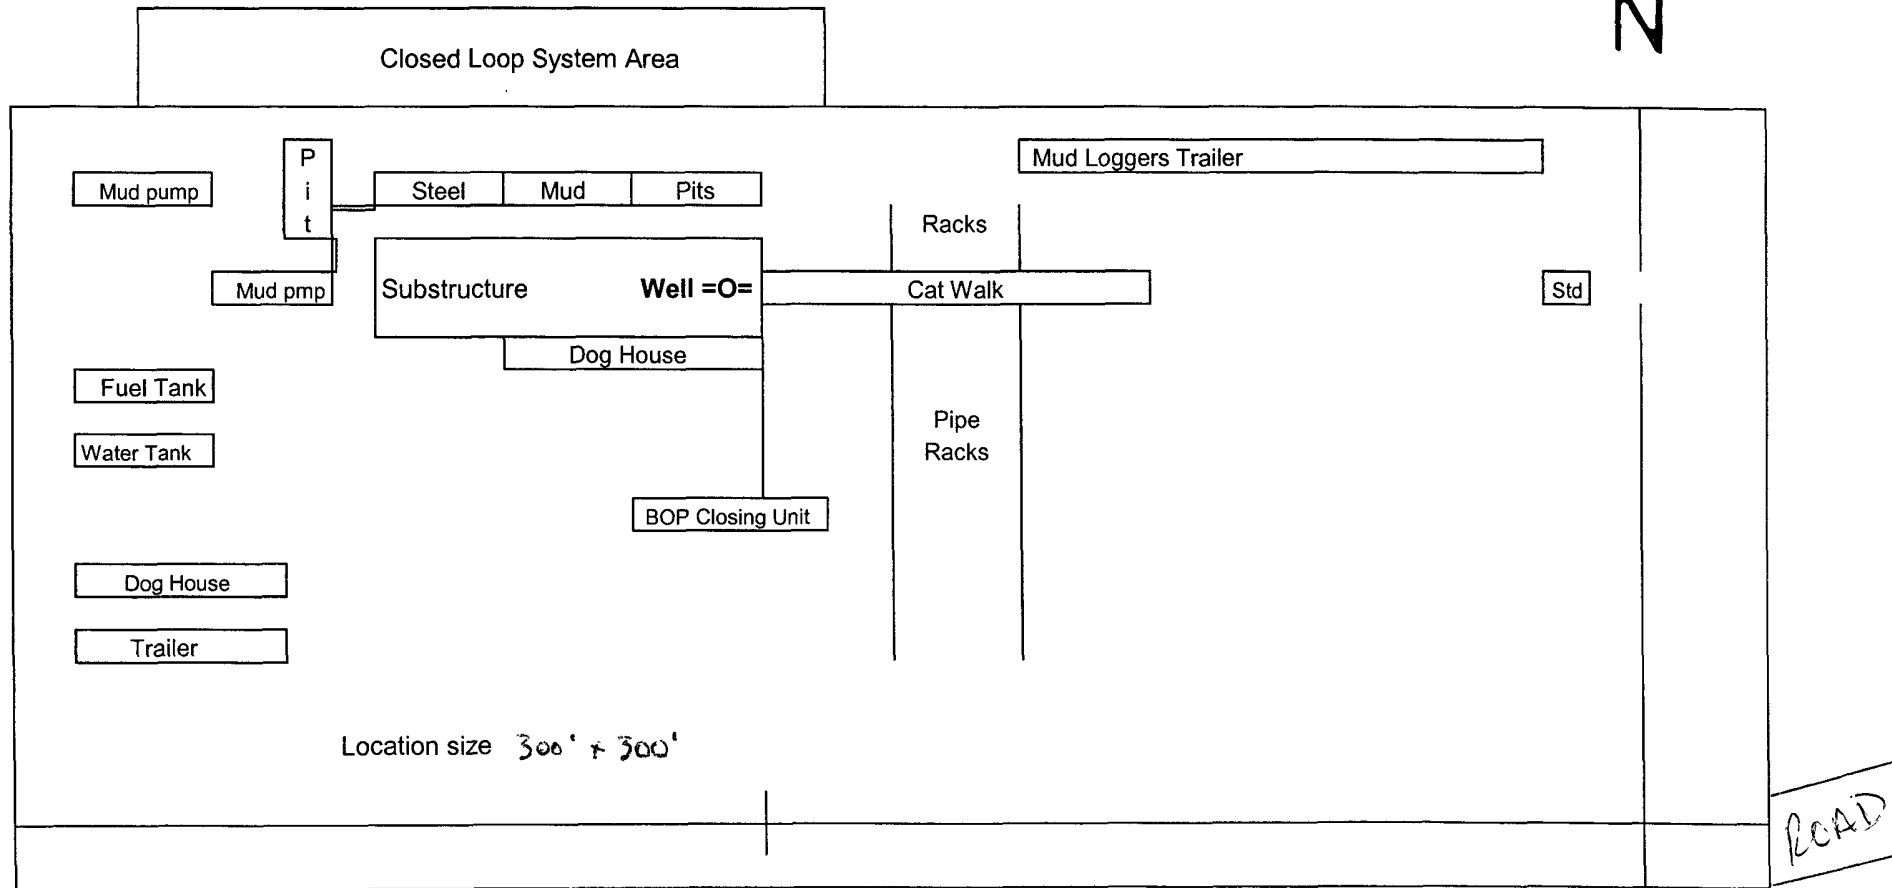 N
Closed Loop System Area
Pit
Mud Loggers Trailer
Mud pump
Steel Mud Pits
Racks
Mud pmp
Substructure
Well =O=
Cat Walk
Std
Dog House
Fuel Tank
Pipe
Racks
Water Tank
BOP Closing Unit
Dog House
Trailer
Location size 300' x 300'
ROAD